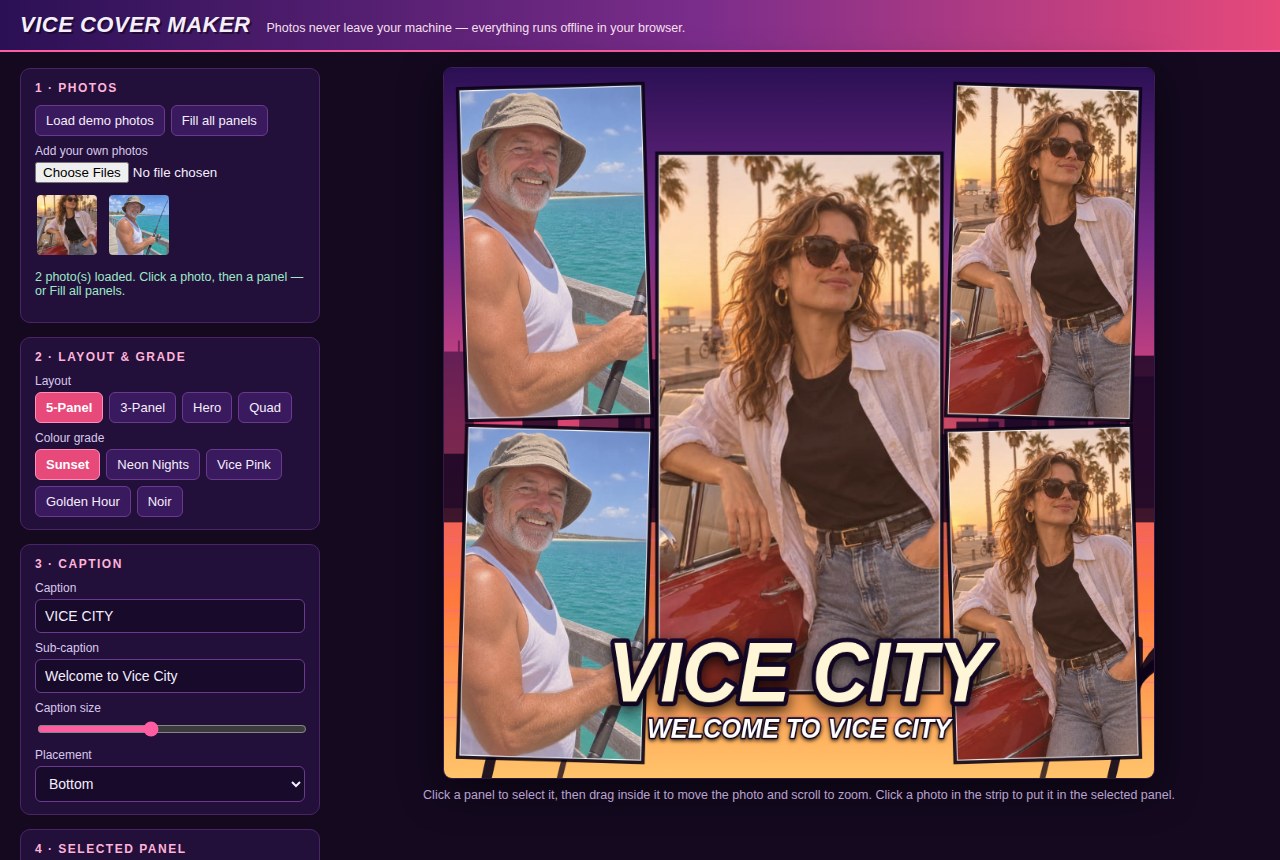 VICE COVER MAKER
Photos never leave your machine — everything runs offline in your browser.
1 · PHOTOS
Load demo photos
Fill all panels
Add your own photos
Choose Files No file chosen
2 photo(s) loaded. Click a photo, then a panel —
or Fill all panels.
2 · LAYOUT & GRADE
Layout
5-Panel
3-Panel
Hero
Quad
Colour grade
Sunset
Neon Nights
Vice Pink
Golden Hour
Noir
3 · CAPTION
Caption
VICE CITY
Sub-caption
Welcome to Vice City
Caption size
Placement
Bottom
4 · SELECTED PANEL
VICE CITY
WELCOME TO VICE CITY
Click a panel to select it, then drag inside it to move the photo and scroll to zoom. Click a photo in the strip to put it in the selected panel.